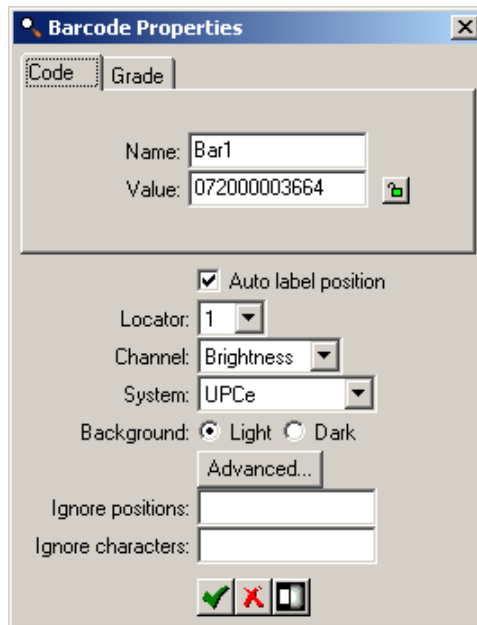 Barcode Properties
Code Grade
Name: Bar1
Value: 072000003664
Auto label position
Locator: 1
Channel: Brightness
System: UPCe
Background: Light Dark
Advanced...
Ignore positions:
Ignore characters: